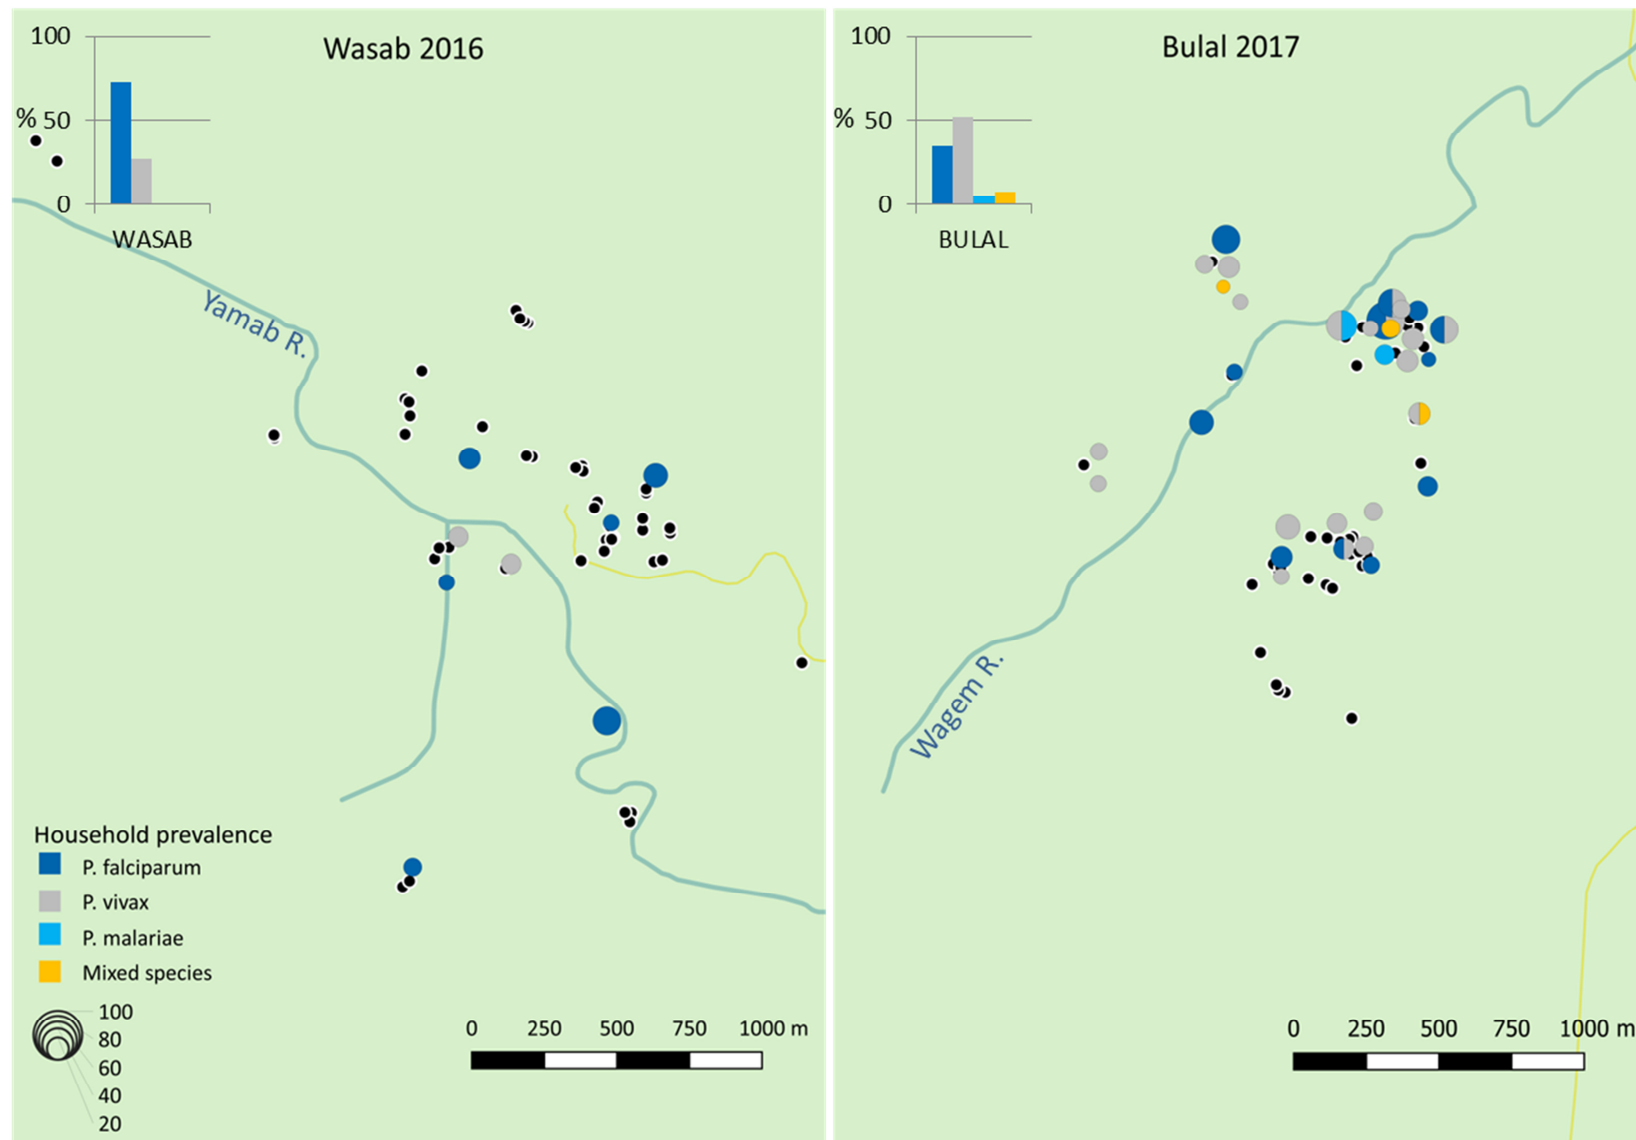 Wasab 2016
100
% 50
0
WASAB
Yamab R.
Household prevalence
P. falciparum
P. vivax
P. malariae
Mixed species
100
80
60
40
20
0 250 500 750 1000 m
Bulal 2017
100
% 50
0
BULAL
Wagem R.
0 250 500 750 1000 m